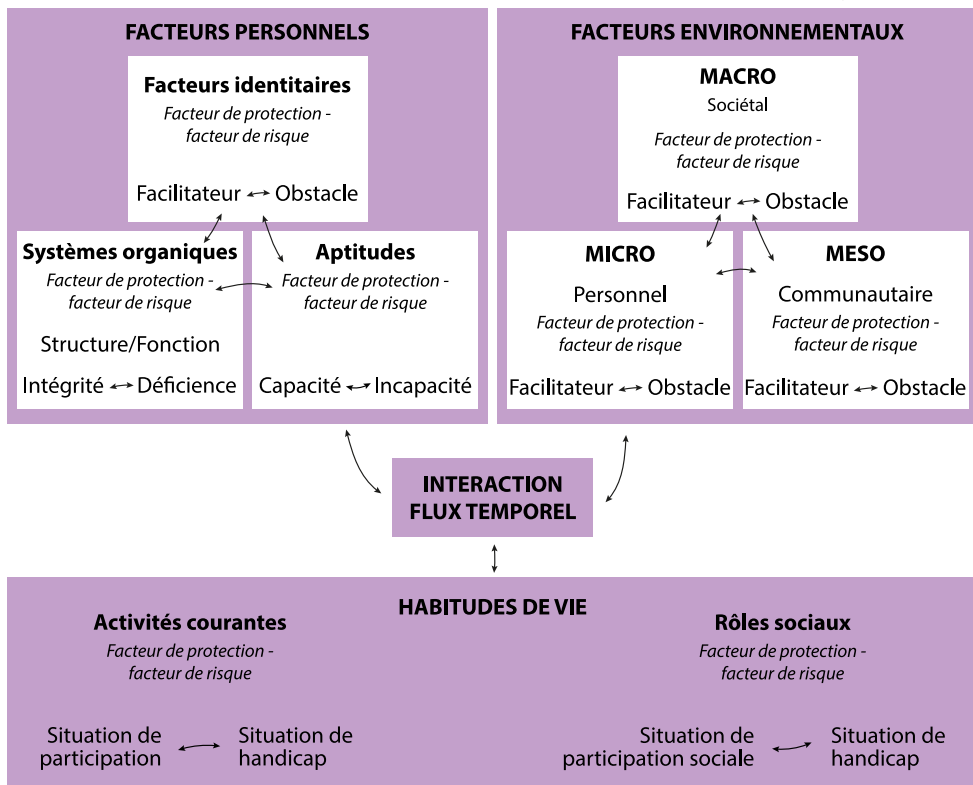 FACTEURS PERSONNELS
Facteurs identitaires
Facteur de protection -
facteur de risque
Facilitateur Obstacle
Systèmes organiques
Facteur de protection -
facteur de risque
Structure/Fonction
Intégrité Déficience
Aptitudes
Facteur de protection -
facteur de risque
Capacité Incapacité
FACTEURS ENVIRONNEMENTAUX
MACRO
Sociétal
Facteur de protection -
facteur de risque
Facilitateur Obstacle
MICRO
Personnel
Facteur de protection -
facteur de risque
Facilitateur Obstacle
MESO
Communautaire
Facteur de protection -
facteur de risque
Facilitateur Obstacle
INTERACTION
FLUX TEMPOREL
HABITUDES DE VIE
Activités courantes
Facteur de protection -
facteur de risque
Situation de
participation
Situation de
handicap
Rôles sociaux
Facteur de protection -
facteur de risque
Situation de
participation sociale
Situation de
handicap